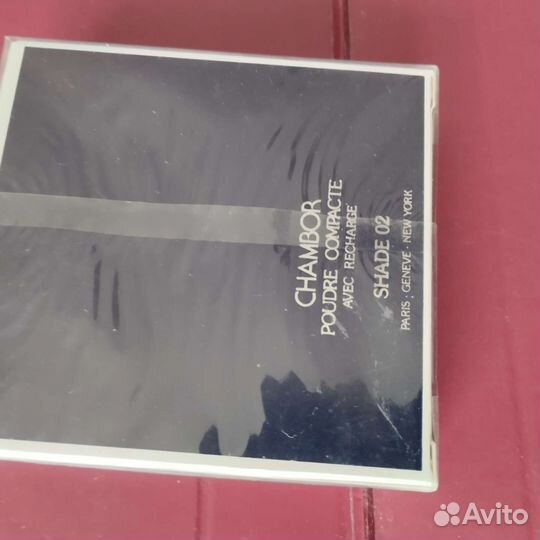 CHAMBOR
POUDRE COMPACTE
AVEC RECHARGE
SHADE 02
PARIS · GENEVE · NEW YORK
Avito